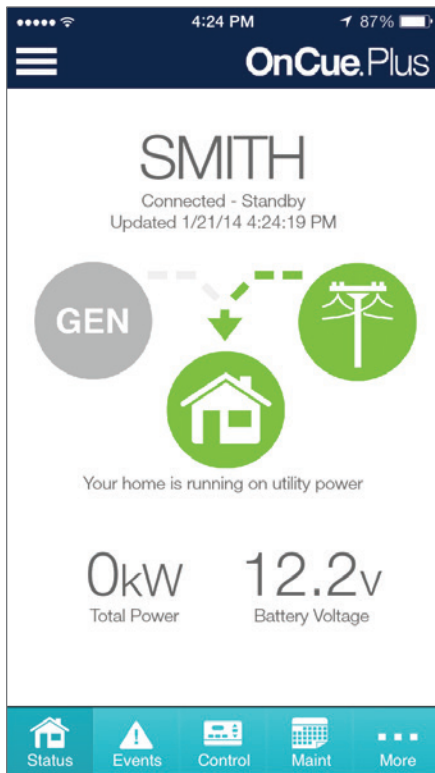 4:24 PM
87%
OnCue.Plus
SMITH
Connected - Standby
Updated 1/21/14 4:24:19 PM
GEN
Your home is running on utility power
0kW
12.2v
Total Power
Battery Voltage
Status
Events
Control
Maint
More